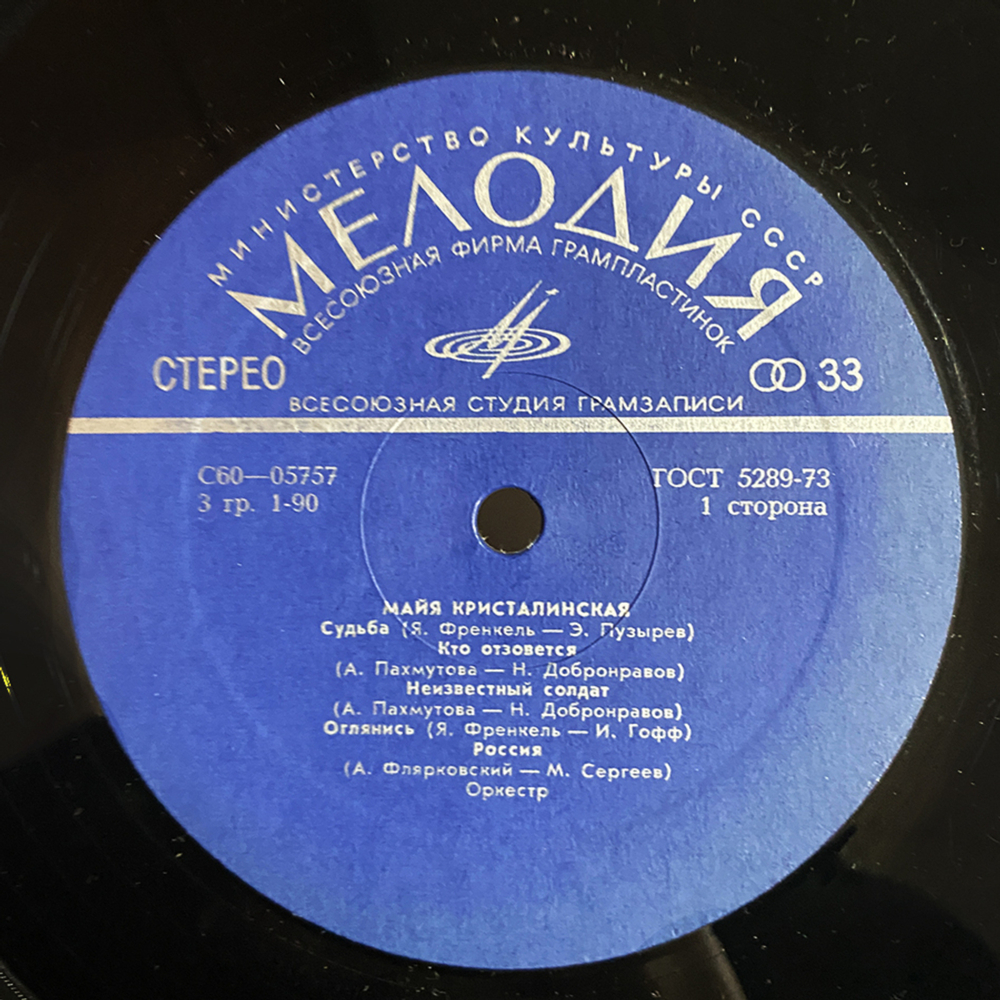 МИНИСТЕРСТВО КУЛЬТУРЫ СССР
МЕЛОДИЯ
ВСЕСОЮЗНАЯ ФИРМА ГРАМПЛАСТИНОК
СТЕРЕО
33
ВСЕСОЮЗНАЯ СТУДИЯ ГРАМЗАПИСИ
С60—05757
ГОСТ 5289-73
3 гр. 1-90
1 сторона
МАЙЯ КРИСТАЛИНСКАЯ
Судьба (Я. Френкель — Э. Пузырев)
Кто отзовется
(А. Пахмутова — Н. Добронравов)
Неизвестный солдат
(А. Пахмутова — Н. Добронравов)
Оглянись (Я. Френкель — И. Гофф)
Россия
(А. Флярковский — М. Сергеев)
Оркестр